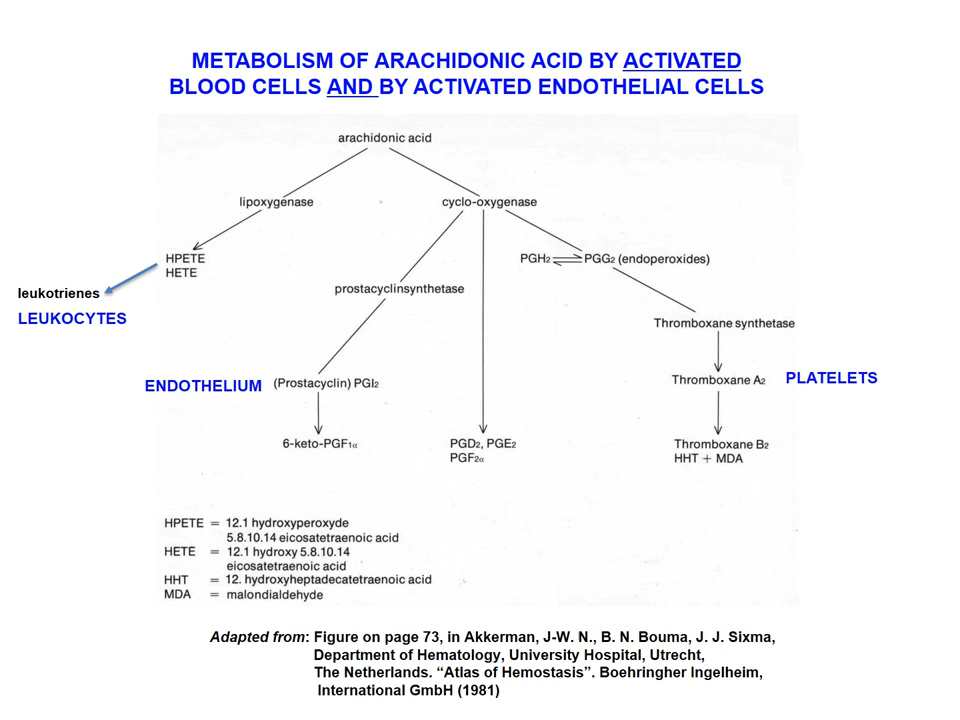 METABOLISM OF ARACHIDONIC ACID BY ACTIVATED
BLOOD CELLS AND BY ACTIVATED ENDOTHELIAL CELLS
arachidonic acid
lipoxygenase
cyclo-oxygenase
HPETE
HETE
PGH2 PGG2 (endoperoxides)
leukotrienes
LEUKOCYTES
prostacyclinsynthetase
Thromboxane synthetase
ENDOTHELIUM
(Prostacyclin) PGI2
Thromboxane A2
PLATELETS
6-keto-PGF1α
PGD2, PGE2
PGF2α
Thromboxane B2
HHT + MDA
HPETE = 12.1 hydroxyperoxyde
5.8.10.14 eicosatetraenoic acid
HETE = 12.1 hydroxy 5.8.10.14
eicosatetraenoic acid
HHT = 12. hydroxyheptadecatetraenoic acid
MDA = malondialdehyde
Adapted from: Figure on page 73, in Akkerman, J-W. N., B. N. Bouma, J. J. Sixma,
Department of Hematology, University Hospital, Utrecht,
The Netherlands. “Atlas of Hemostasis”. Boehringher Ingelheim,
International GmbH (1981)